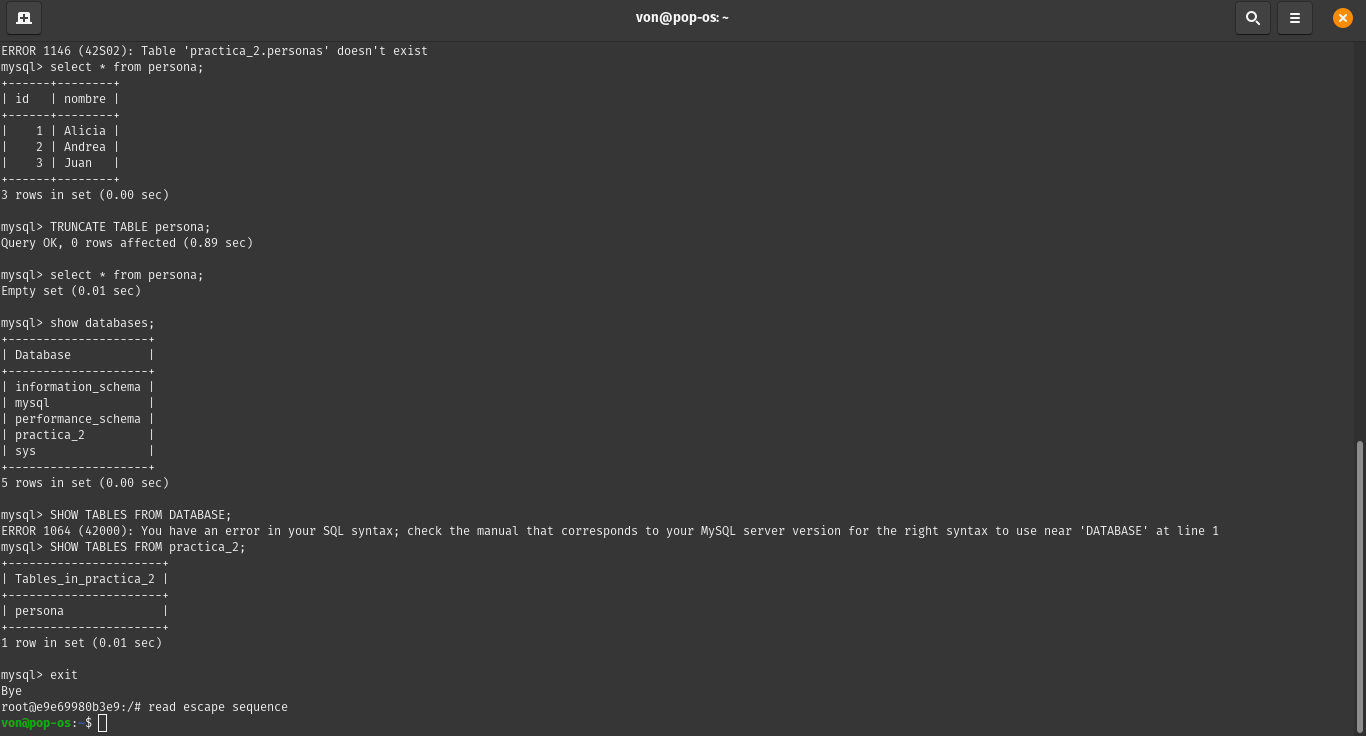 von@pop-os: ~
ERROR 1146 (42S02): Table 'practica_2.personas' doesn't exist
mysql> select * from persona;
+------+--------+
| id   | nombre |
+------+--------+
|    1 | Alicia |
|    2 | Andrea |
|    3 | Juan   |
+------+--------+
3 rows in set (0.00 sec)
mysql> TRUNCATE TABLE persona;
Query OK, 0 rows affected (0.89 sec)
mysql> select * from persona;
Empty set (0.01 sec)
mysql> show databases;
+--------------------+
| Database           |
+--------------------+
| information_schema |
| mysql              |
| performance_schema |
| practica_2         |
| sys                |
+--------------------+
5 rows in set (0.00 sec)
mysql> SHOW TABLES FROM DATABASE;
ERROR 1064 (42000): You have an error in your SQL syntax; check the manual that corresponds to your MySQL server version for the right syntax to use near 'DATABASE' at line 1
mysql> SHOW TABLES FROM practica_2;
+----------------------+
| Tables_in_practica_2 |
+----------------------+
| persona              |
+----------------------+
1 row in set (0.01 sec)
mysql> exit
Bye
root@e9e69980b3e9:/# read escape sequence
von@pop-os:~$